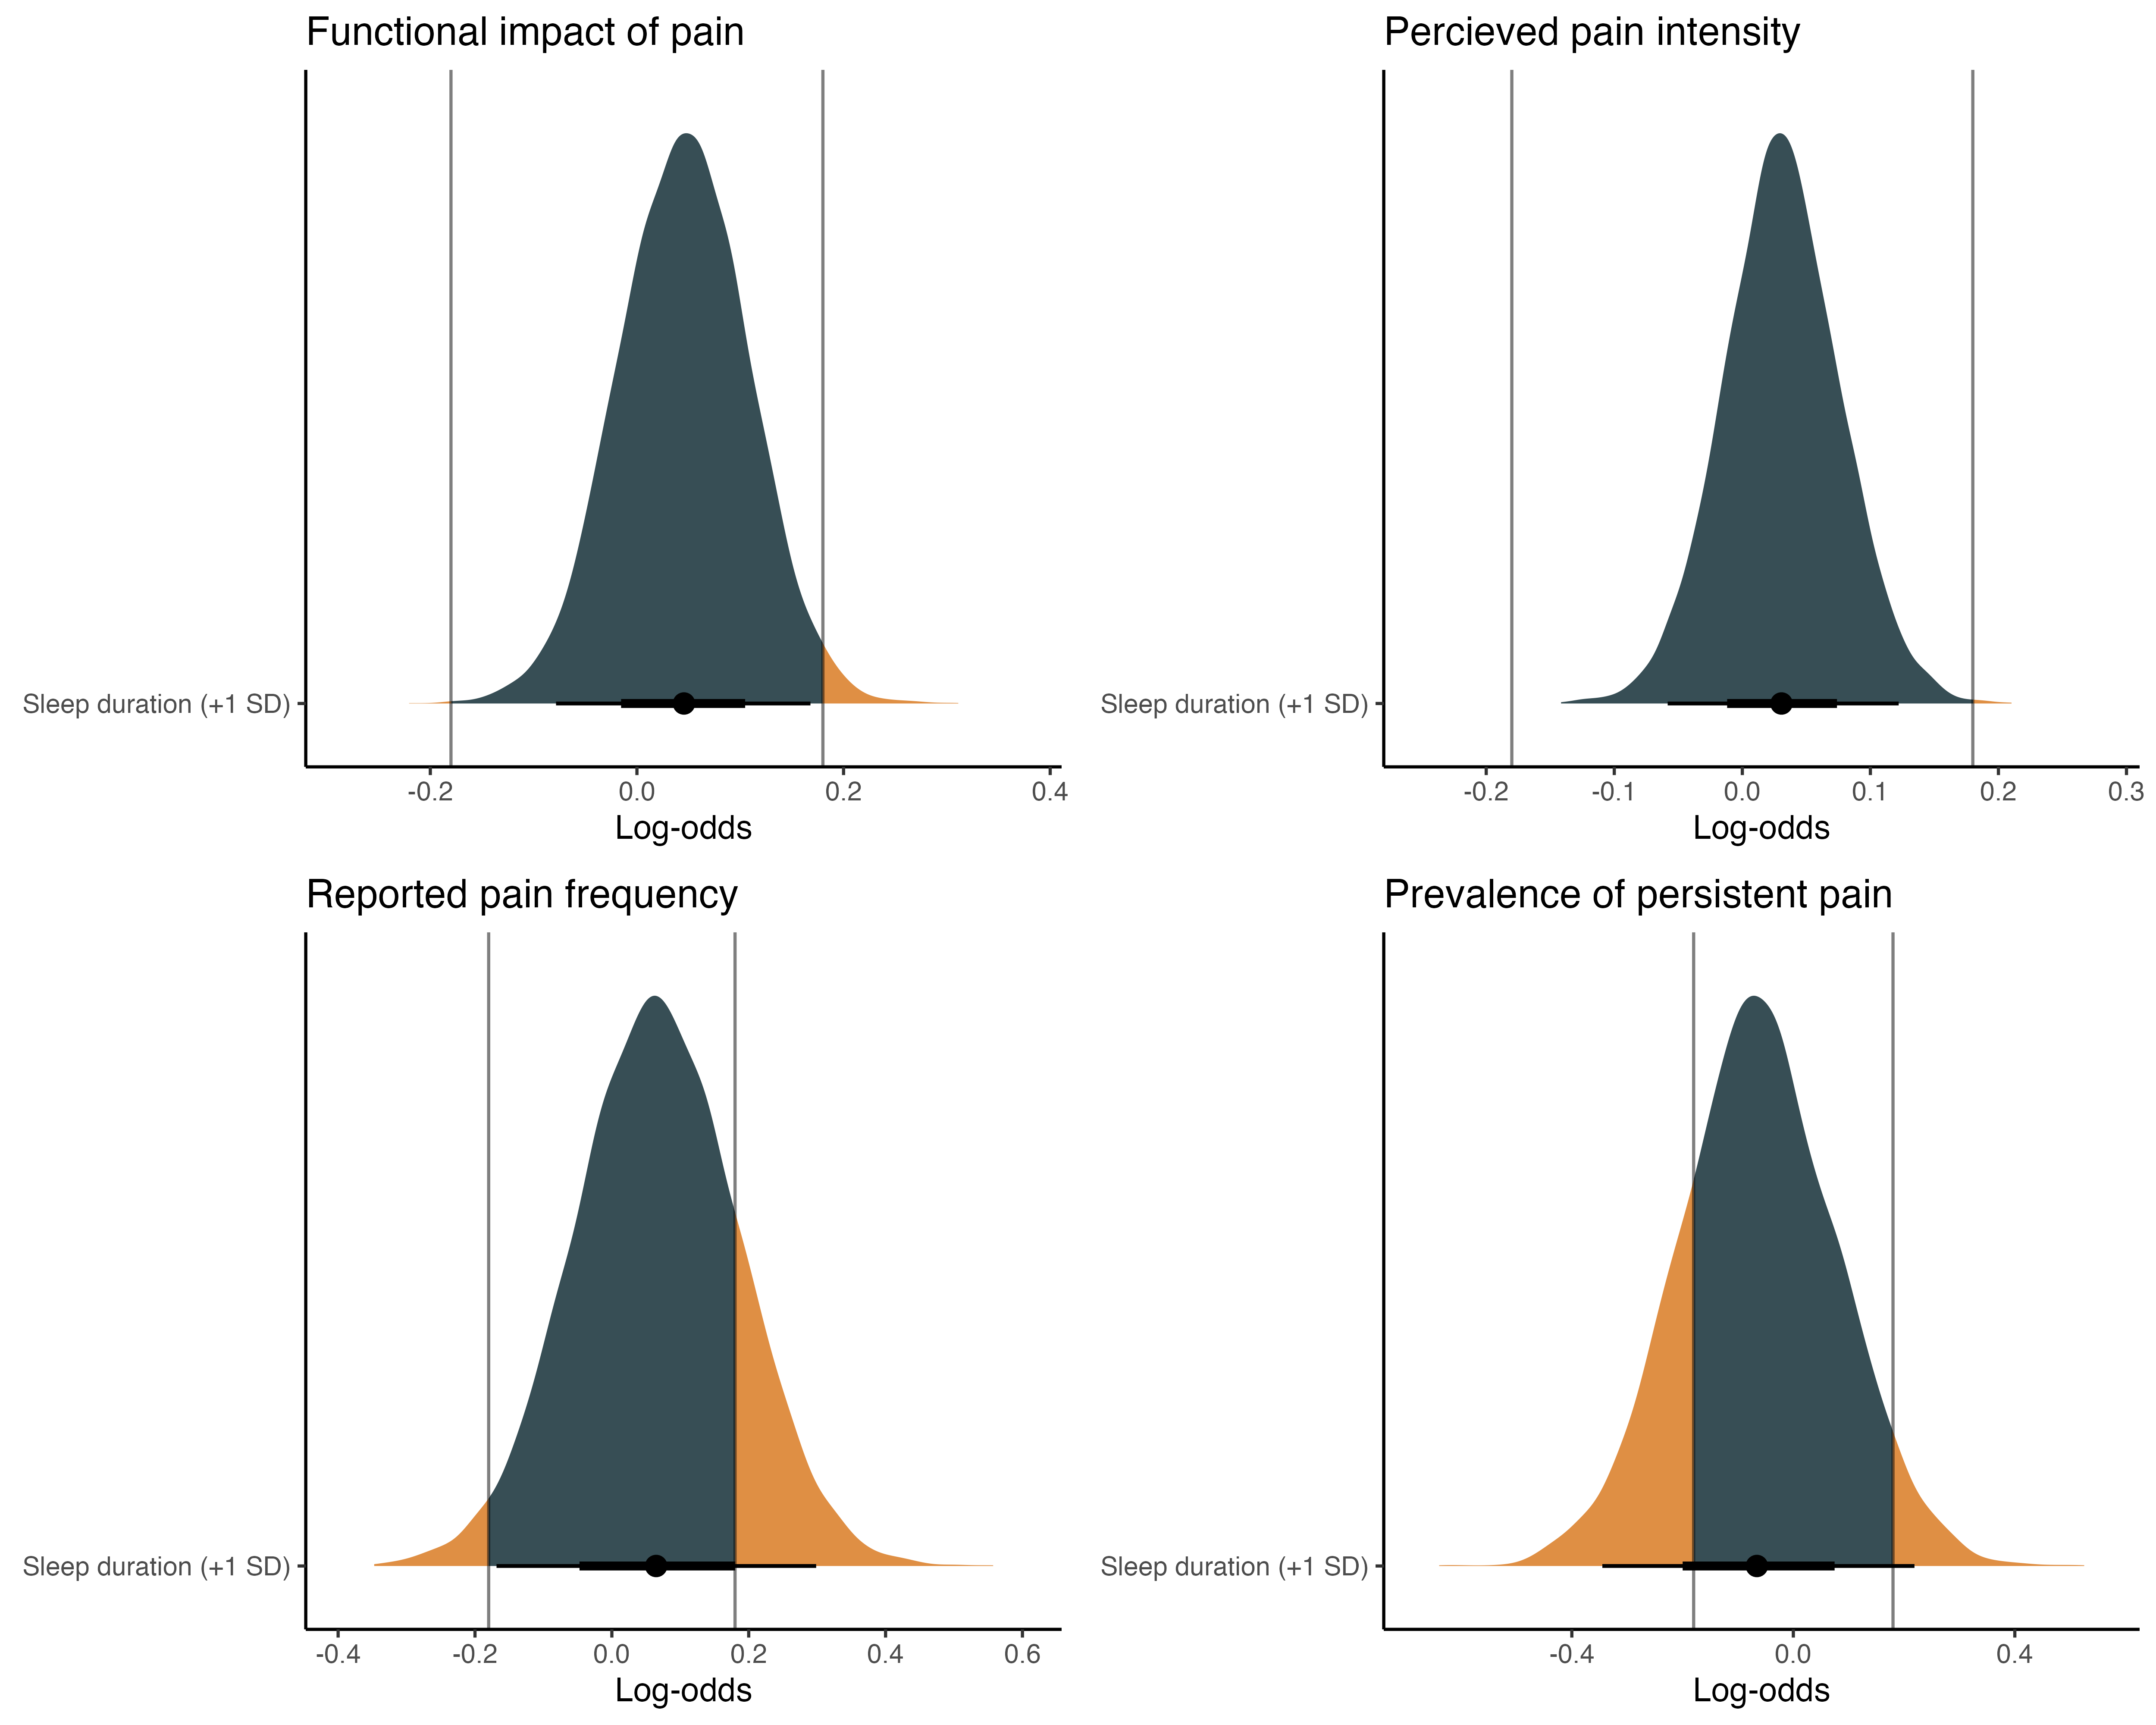 Functional impact of pain
Sleep duration (+1 SD)
-0.2 0.0 0.2 0.4
Log-odds
Percieved pain intensity
Sleep duration (+1 SD)
-0.2 -0.1 0.0 0.1 0.2 0.3
Log-odds
Reported pain frequency
Sleep duration (+1 SD)
-0.4 -0.2 0.0 0.2 0.4 0.6
Log-odds
Prevalence of persistent pain
Sleep duration (+1 SD)
-0.4 0.0 0.4
Log-odds